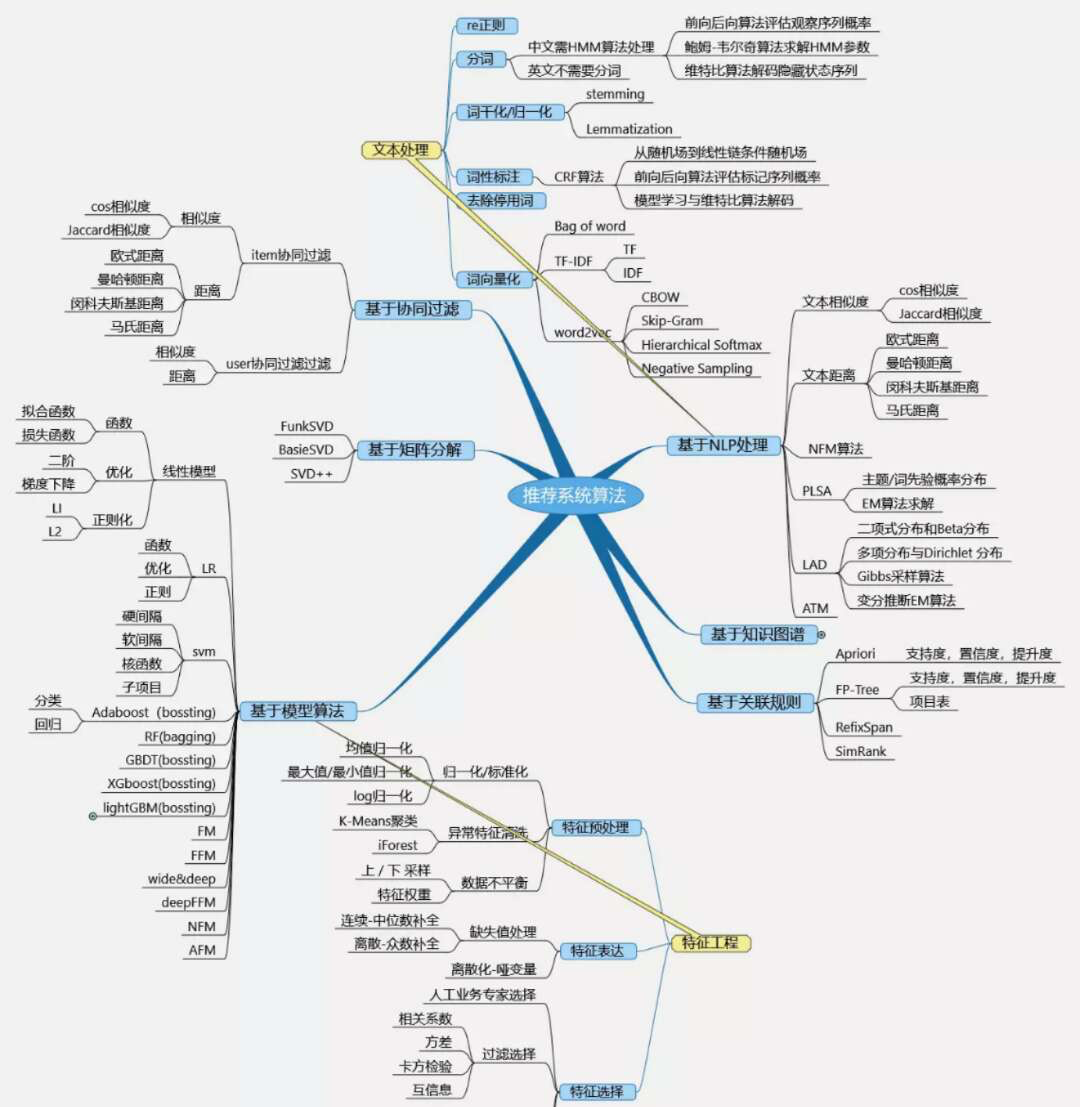 推荐系统算法
文本处理
re正则
分词
中文需HMM算法处理
前向后向算法评估观察序列概率
鲍姆-韦尔奇算法求解HMM参数
维特比算法解码隐藏状态序列
英文不需要分词
词干化/归一化
stemming
Lemmatization
词性标注
CRF算法
从随机场到线性链条件随机场
前向后向算法评估标记序列概率
模型学习与维特比算法解码
去除停用词
词向量化
Bag of word
TF-IDF
TF
IDF
word2vec
CBOW
Skip-Gram
Hierarchical Softmax
Negative Sampling
基于协同过滤
item协同过滤
相似度
cos相似度
Jaccard相似度
距离
欧式距离
曼哈顿距离
闵科夫斯基距离
马氏距离
user协同过滤过滤
相似度
距离
基于矩阵分解
FunkSVD
BasieSVD
SVD++
基于NLP处理
文本相似度
cos相似度
Jaccard相似度
文本距离
欧式距离
曼哈顿距离
闵科夫斯基距离
马氏距离
NFM算法
PLSA
主题/词先验概率分布
EM算法求解
LAD
二项式分布和Beta分布
多项分布与Dirichlet 分布
Gibbs采样算法
变分推断EM算法
ATM
基于知识图谱
基于关联规则
Apriori
支持度，置信度，提升度
FP-Tree
支持度，置信度，提升度
项目表
RefixSpan
SimRank
基于模型算法
线性模型
函数
拟合函数
损失函数
优化
二阶
梯度下降
正则化
LI
L2
LR
函数
优化
正则
svm
硬间隔
软间隔
核函数
子项目
Adaboost（bossting)
分类
回归
RF(bagging)
GBDT(bossting)
XGboost(bossting)
lightGBM(bossting)
FM
FFM
wide&deep
deepFFM
NFM
AFM
特征工程
特征预处理
归一化/标准化
均值归一化
最大值/最小值归一化
log归一化
异常特征清洗
K-Means聚类
iForest
数据不平衡
上 / 下 采样
特征权重
特征表达
缺失值处理
连续-中位数补全
离散-众数补全
离散化-哑变量
特征选择
人工业务专家选择
过滤选择
相关系数
方差
卡方检验
互信息